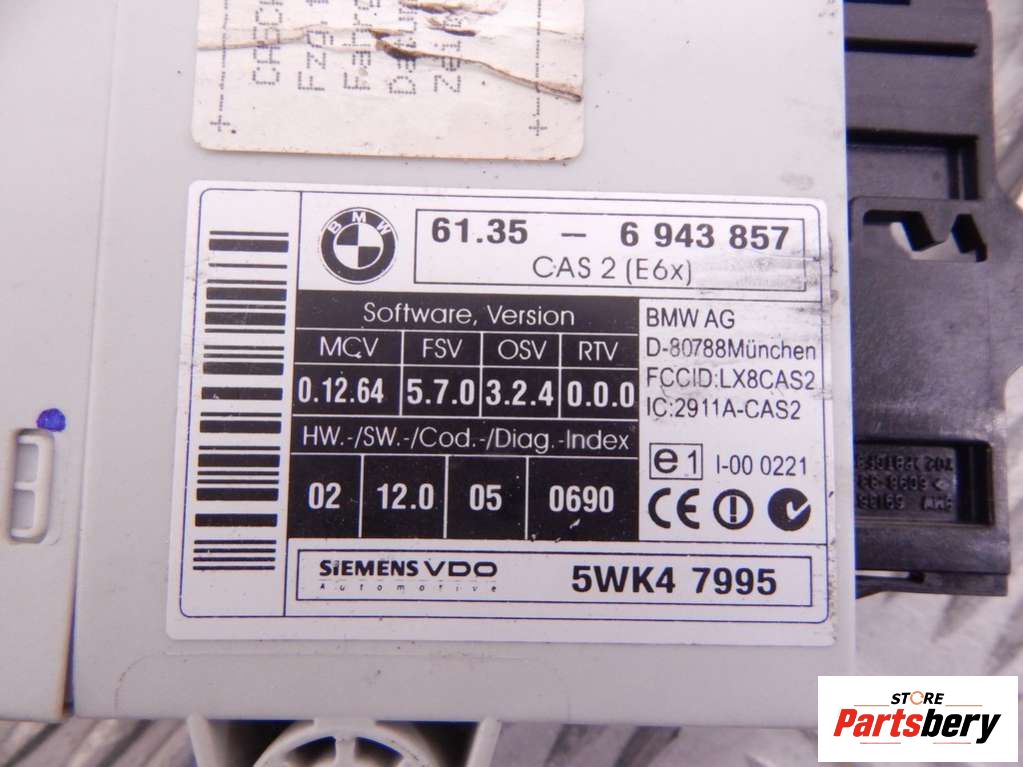 BMW
61.35 – 6 943 857
CAS 2 (E6x)
Software, Version
MCV FSV OSV RTV
0.12.64 5.7.0 3.2.4 0.0.0
HW.-/SW.-/Cod.-/Diag.-Index
02 12.0 05 0690
BMW AG
D-80788München
FCCID:LX8CAS2
IC:2911A-CAS2
e1 I-00 0221
CE
SIEMENS VDO
Automotive
5WK4 7995
STORE
Partsbery